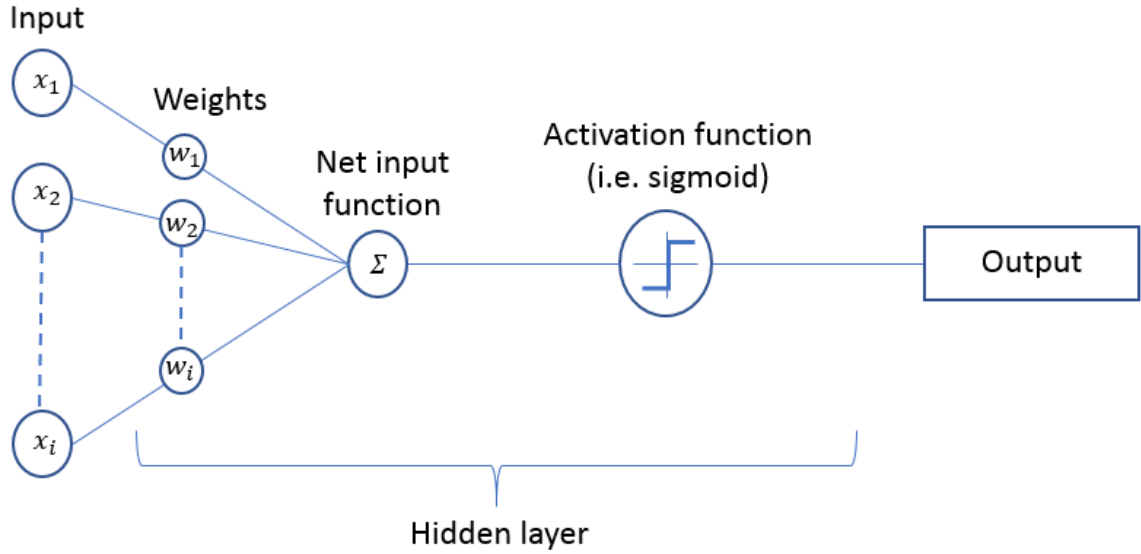 Input
x₁
Weights
w₁
Activation function
(i.e. sigmoid)
Net input
function
x₂
w₂
Σ
Output
wᵢ
xᵢ
Hidden layer